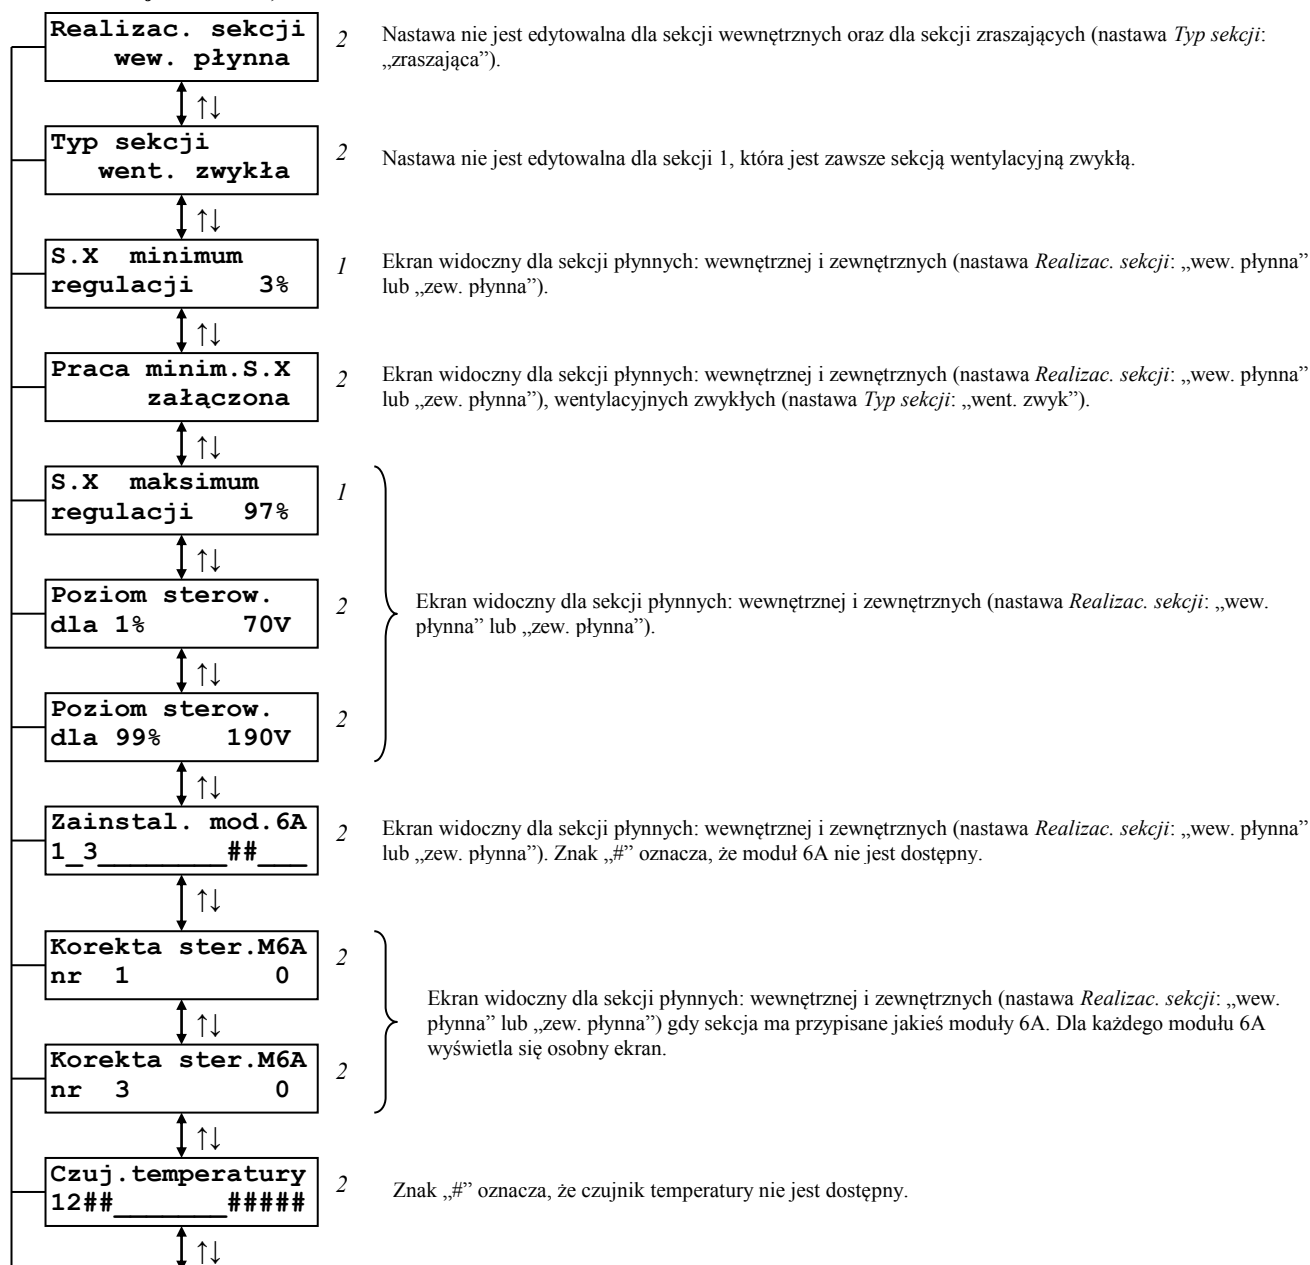 Realizac. sekcji
wew. płynna
2
Nastawa nie jest edytowalna dla sekcji wewnętrznych oraz dla sekcji zraszających (nastawa Typ sekcji:
„zraszająca”).
↑↓
Typ sekcji
went. zwykła
2
Nastawa nie jest edytowalna dla sekcji 1, która jest zawsze sekcją wentylacyjną zwykłą.
↑↓
S.X minimum
regulacji 3%
1
Ekran widoczny dla sekcji płynnych: wewnętrznej i zewnętrznych (nastawa Realizac. sekcji: „wew. płynna”
lub „zew. płynna”).
↑↓
Praca minim.S.X
załączona
2
Ekran widoczny dla sekcji płynnych: wewnętrznej i zewnętrznych (nastawa Realizac. sekcji: „wew. płynna”
lub „zew. płynna”), wentylacyjnych zwykłych (nastawa Typ sekcji: „went. zwyk”).
↑↓
S.X maksimum
regulacji 97%
1
↑↓
Poziom sterow.
dla 1% 70V
2
Ekran widoczny dla sekcji płynnych: wewnętrznej i zewnętrznych (nastawa Realizac. sekcji: „wew.
płynna” lub „zew. płynna”).
↑↓
Poziom sterow.
dla 99% 190V
2
↑↓
Zainstal. mod.6A
1_3________##___
2
Ekran widoczny dla sekcji płynnych: wewnętrznej i zewnętrznych (nastawa Realizac. sekcji: „wew. płynna”
lub „zew. płynna”). Znak „#” oznacza, że moduł 6A nie jest dostępny.
↑↓
Korekta ster.M6A
nr 1 0
2
Ekran widoczny dla sekcji płynnych: wewnętrznej i zewnętrznych (nastawa Realizac. sekcji: „wew.
płynna” lub „zew. płynna”) gdy sekcja ma przypisane jakieś moduły 6A. Dla każdego modułu 6A
wyświetla się osobny ekran.
↑↓
Korekta ster.M6A
nr 3 0
2
↑↓
Czuj.temperatury
12##_______#####
2
Znak „#” oznacza, że czujnik temperatury nie jest dostępny.
↑↓